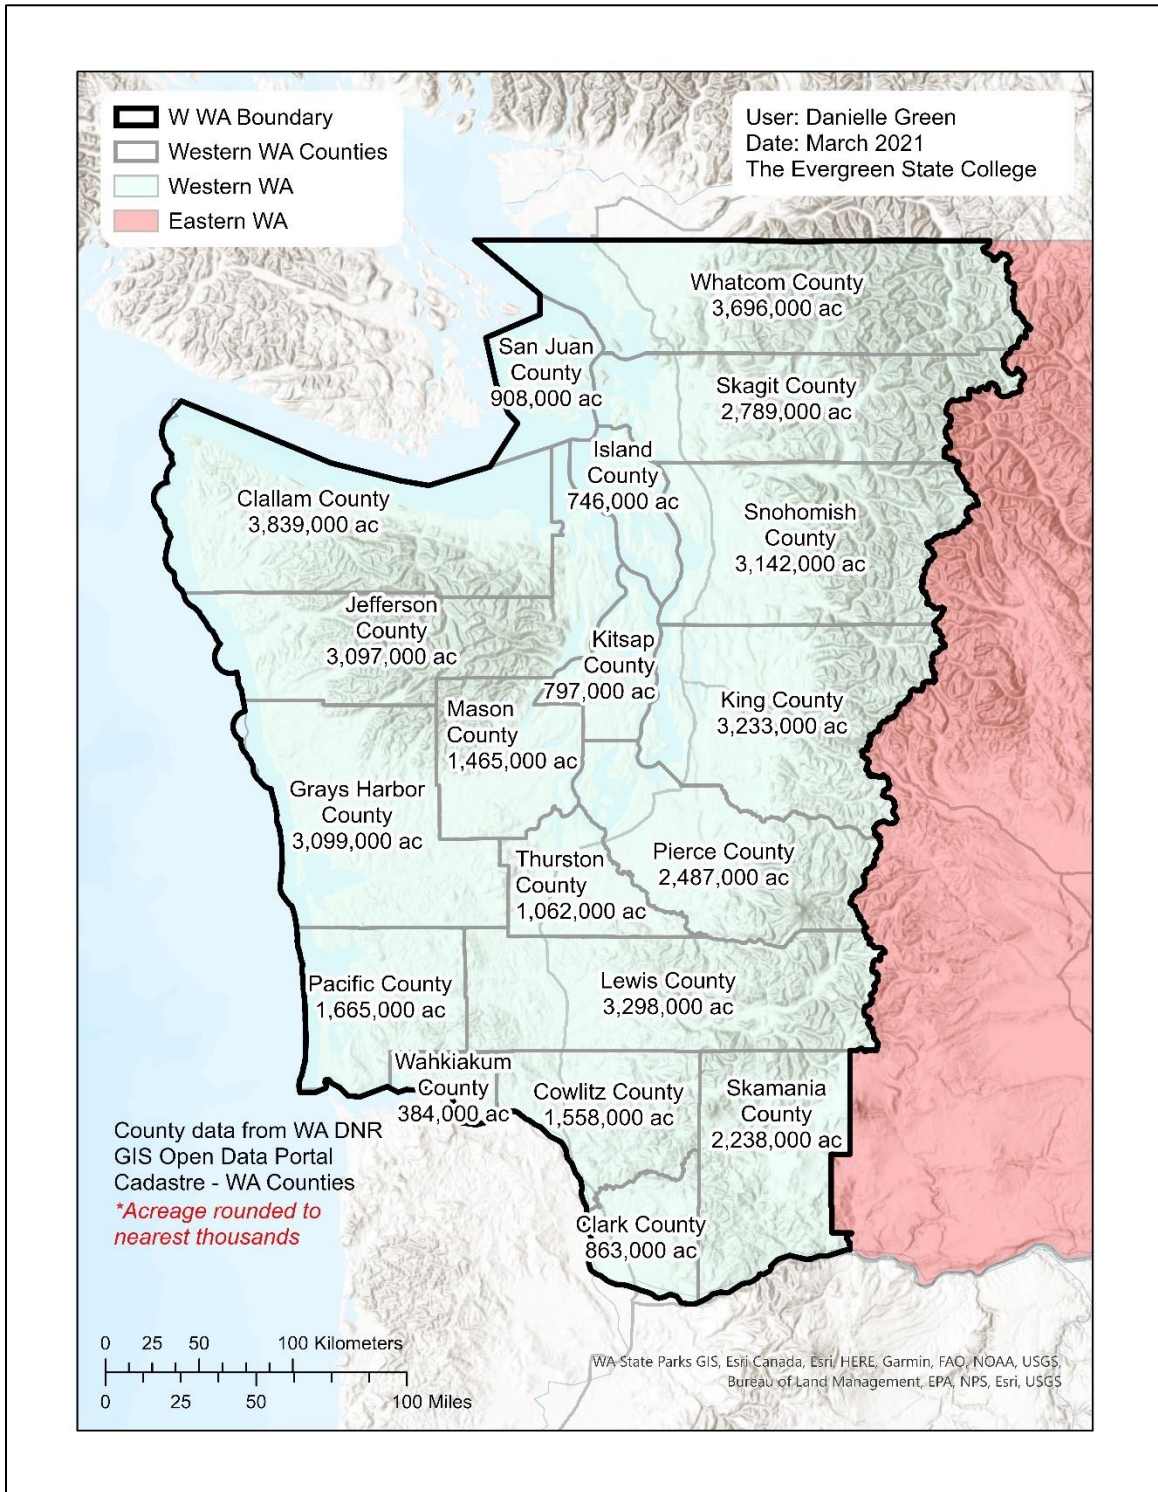 W WA Boundary
Western WA Counties
Western WA
Eastern WA
User: Danielle Green
Date: March 2021
The Evergreen State College
Whatcom County
3,696,000 ac
San Juan
County
908,000 ac
Skagit County
2,789,000 ac
Island
County
746,000 ac
Clallam County
3,839,000 ac
Snohomish
County
3,142,000 ac
Jefferson
County
3,097,000 ac
Kitsap
County
797,000 ac
King County
3,233,000 ac
Mason
County
1,465,000 ac
Grays Harbor
County
3,099,000 ac
Thurston
County
1,062,000 ac
Pierce County
2,487,000 ac
Pacific County
1,665,000 ac
Lewis County
3,298,000 ac
Wahkiakum
County
384,000 ac
Cowlitz County
1,558,000 ac
Skamania
County
2,238,000 ac
Clark County
863,000 ac
County data from WA DNR
GIS Open Data Portal
Cadastre - WA Counties
*Acreage rounded to
nearest thousands
0 25 50 100 Kilometers
0 25 50 100 Miles
WA State Parks GIS, Esri Canada, Esri, HERE, Garmin, FAO, NOAA, USGS,
Bureau of Land Management, EPA, NPS, Esri, USGS